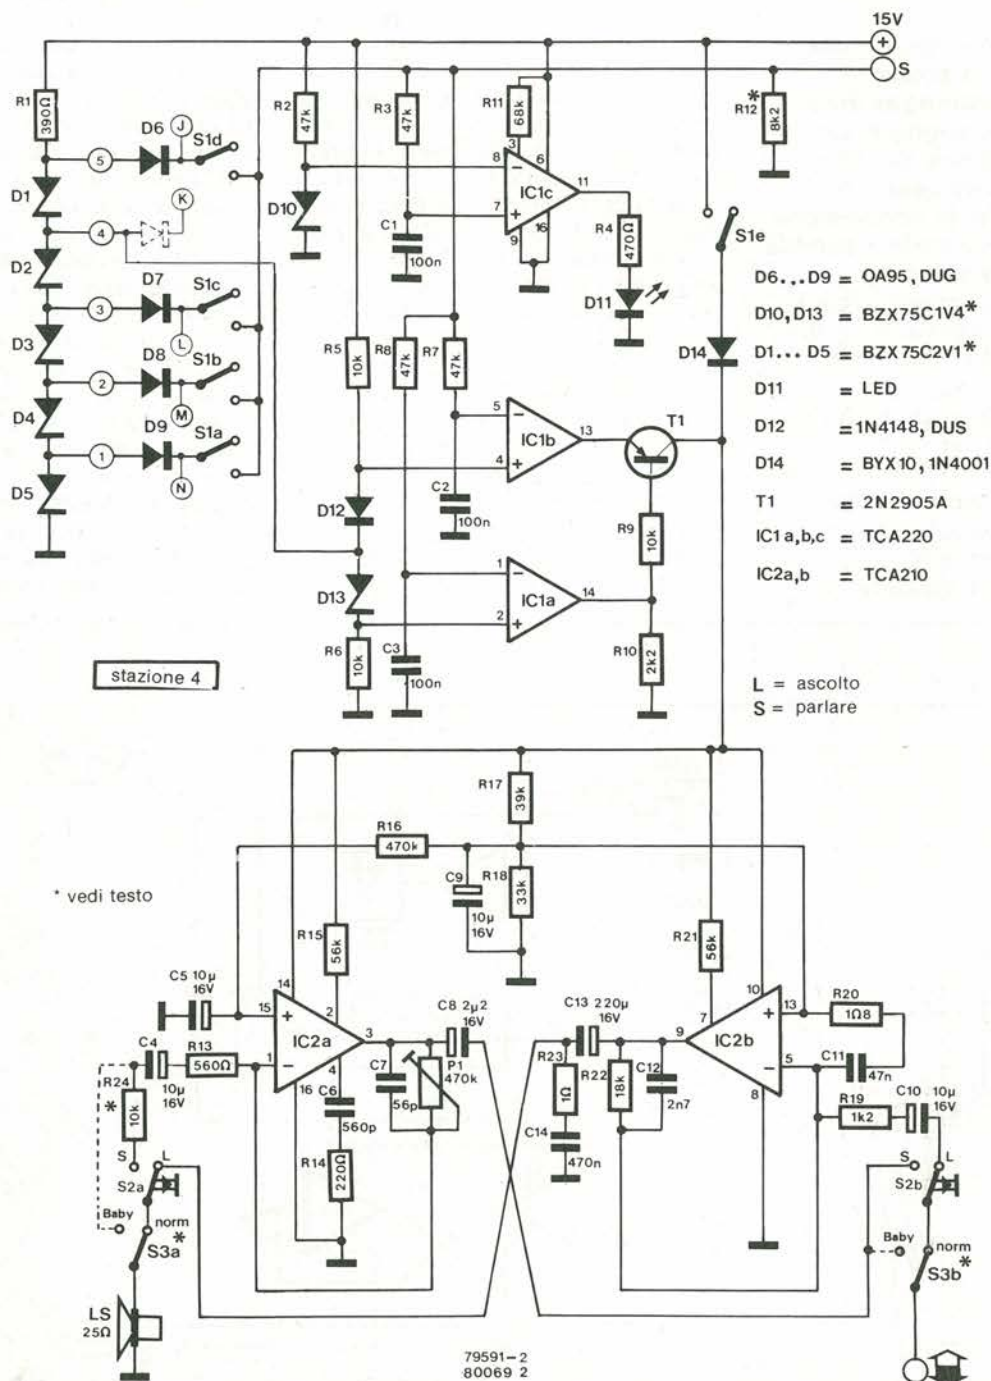 15V
+
S
R1
390Ω
R2
47k
R3
47k
R11
68k
R12*
8k2
D6
J
S1d
5
D1
K
4
D2
D7
S1c
3
L
D3
D8
S1b
2
M
D4
D9
S1a
1
N
D5
D10
C1
100n
8
7
3
6
9
16
11
IC1c
R4
470Ω
D11
S1e
D14
R5
10k
R8
47k
R7
47k
5
4
IC1b
13
T1
C2
100n
D12
D13
R9
10k
1
2
IC1a
14
R6
10k
C3
100n
R10
2k2
D6...D9 = OA95, DUG
D10, D13 = BZX75C1V4*
D1... D5 = BZX75C2V1*
D11 = LED
D12 = 1N4148, DUS
D14 = BYX10, 1N4001
T1 = 2N2905A
IC1a,b,c = TCA220
IC2a,b = TCA210
stazione 4
L = ascolto
S = parlare
* vedi testo
R17
39k
R16
470k
C9
10µ
16V
R18
33k
R15
56k
R21
56k
C5 10µ
16V
14
15
2
IC2a
3
1
4
16
C4
10µ
16V
R13
560Ω
R24
*
10k
C6
560p
R14
220Ω
C7
56p
P1
470k
C8 2µ2
16V
C13 220µ
16V
R23
1Ω
R22
18k
C12
2n7
C14
470n
10
7
13
9
IC2b
5
8
R20
1Ω8
C11
47n
R19
1k2
C10 10µ
16V
S
L
S2a
Baby
norm
*
S3a
LS
25Ω
S
L
S2b
Baby
norm
S3b*
79591-2
80069 2